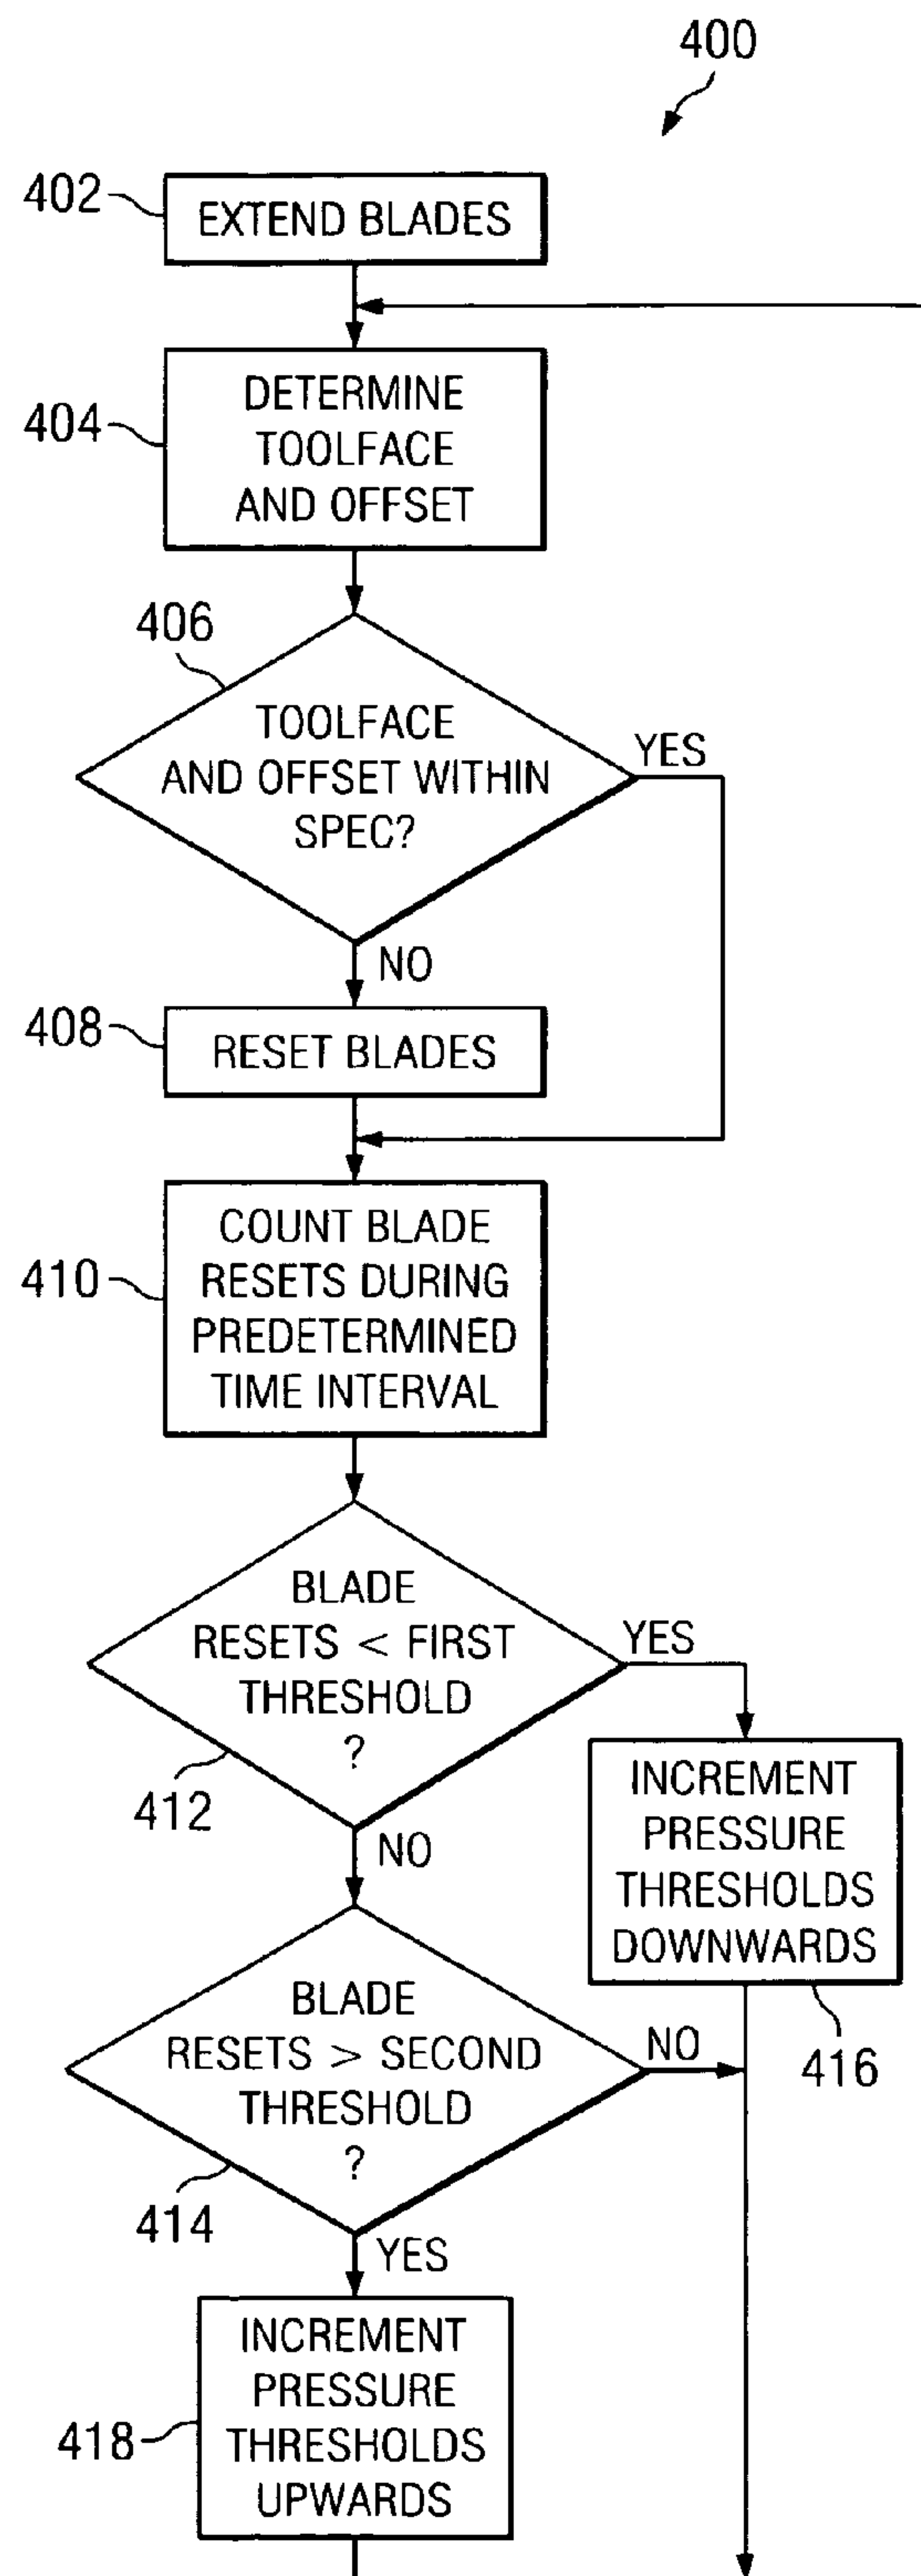 400
402
EXTEND BLADES
404
DETERMINE
TOOLFACE
AND OFFSET
406
TOOLFACE
AND OFFSET WITHIN
SPEC?
YES
NO
408
RESET BLADES
410
COUNT BLADE
RESETS DURING
PREDETERMINED
TIME INTERVAL
BLADE
RESETS < FIRST
THRESHOLD
?
YES
412
NO
INCREMENT
PRESSURE
THRESHOLDS
DOWNWARDS
416
BLADE
RESETS > SECOND
THRESHOLD
?
NO
414
YES
418
INCREMENT
PRESSURE
THRESHOLDS
UPWARDS